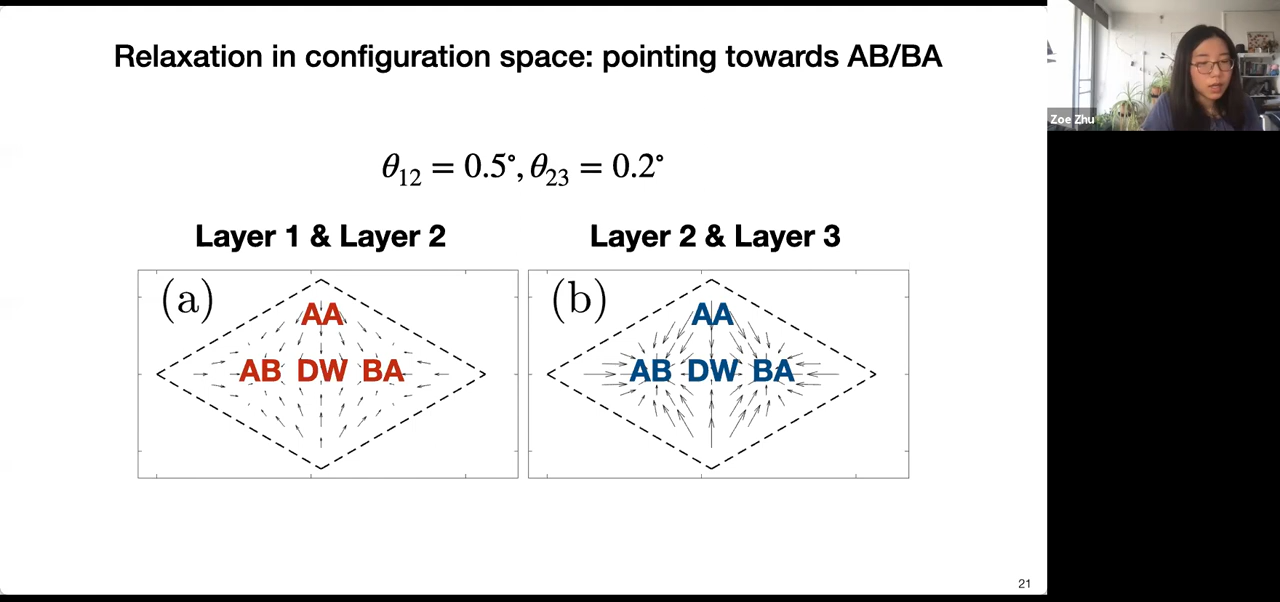 Relaxation in configuration space: pointing towards AB/BA
θ₁₂ = 0.5°, θ₂₃ = 0.2°
Layer 1 & Layer 2
Layer 2 & Layer 3
(a)
AA
AB DW BA
(b)
AA
AB DW BA
21
Zoe Zhu